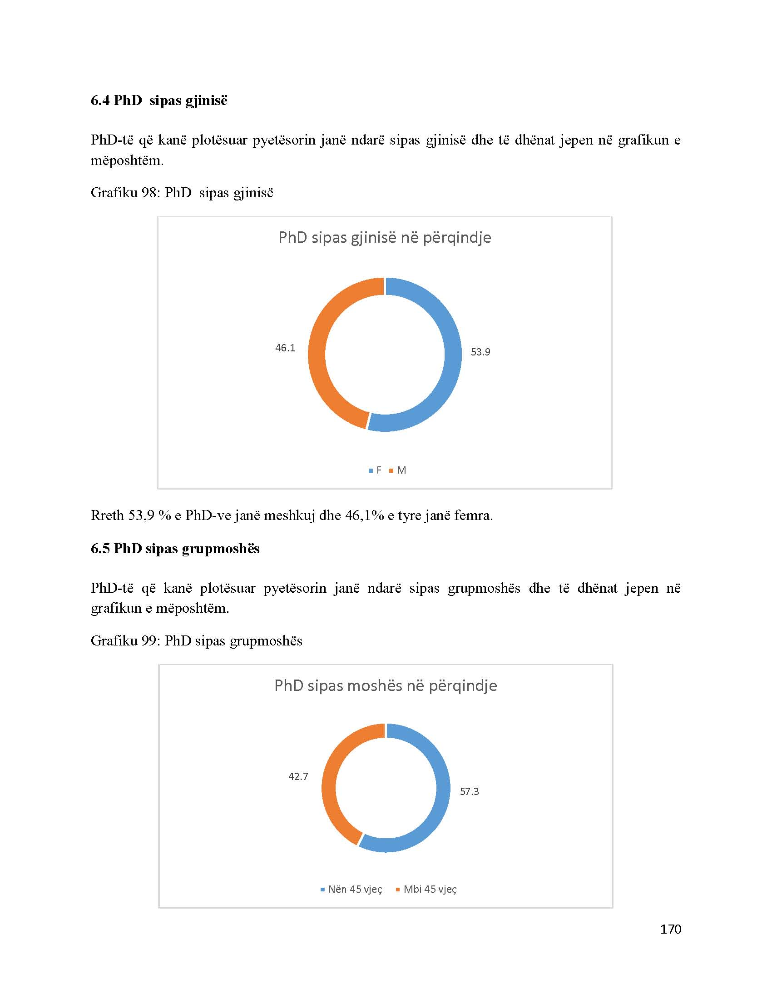 6.4 PhD  sipas gjinisë
PhD-të që kanë plotësuar pyetësorin janë ndarë sipas gjinisë dhe të dhënat jepen në grafikun e
mëposhtëm.
Grafiku 98: PhD  sipas gjinisë
PhD sipas gjinisë në përqindje
46.1
53.9
F M
Rreth 53,9 % e PhD-ve janë meshkuj dhe 46,1% e tyre janë femra.
6.5 PhD sipas grupmoshës
PhD-të që kanë plotësuar pyetësorin janë ndarë sipas grupmoshës dhe të dhënat jepen në
grafikun e mëposhtëm.
Grafiku 99: PhD sipas grupmoshës
PhD sipas moshës në përqindje
42.7
57.3
Nën 45 vjeç Mbi 45 vjeç
170